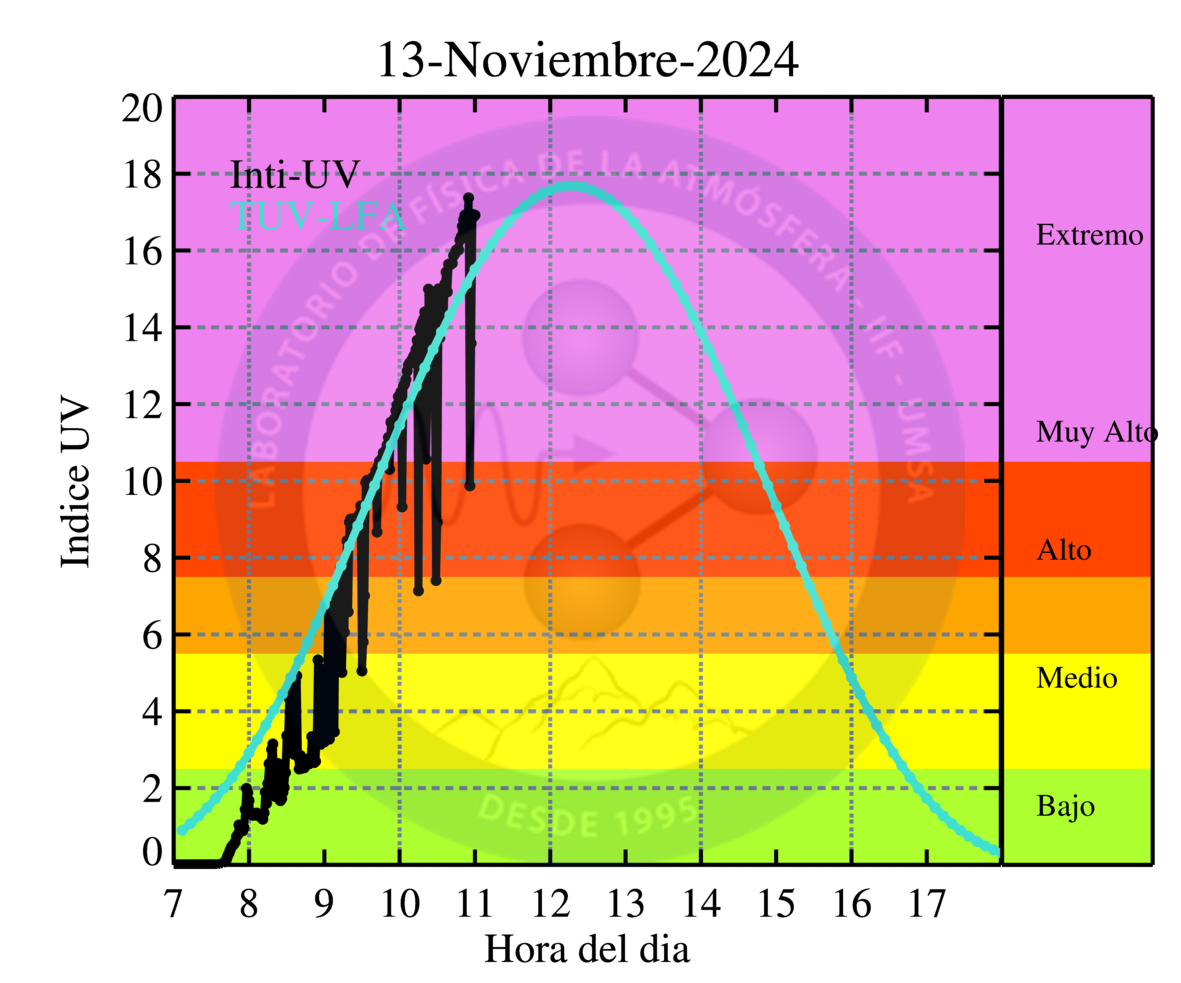 13-Noviembre-2024
20
18
16
14
12
10
8
6
4
2
0
Indice UV
Inti-UV
TUV-LFA
LABORATORIO DE FÍSICA DE LA ATMÓSFERA - IIF - UMSA
DESDE 1995
Extremo
Muy Alto
Alto
Medio
Bajo
7 8 9 10 11 12 13 14 15 16 17
Hora del dia